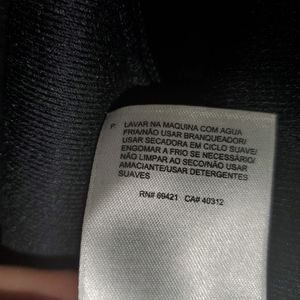 P: LAVAR NA MAQUINA COM AGUA
FRIA/NÃO USAR BRANQUEADOR/
USAR SECADORA EM CICLO SUAVE/
ENGOMAR A FRIO SE NECESSÁRIO/
NÃO LIMPAR AO SECO/NÃO USAR
AMACIANTE/USAR DETERGENTES
SUAVES
RN# 69421 CA# 40312